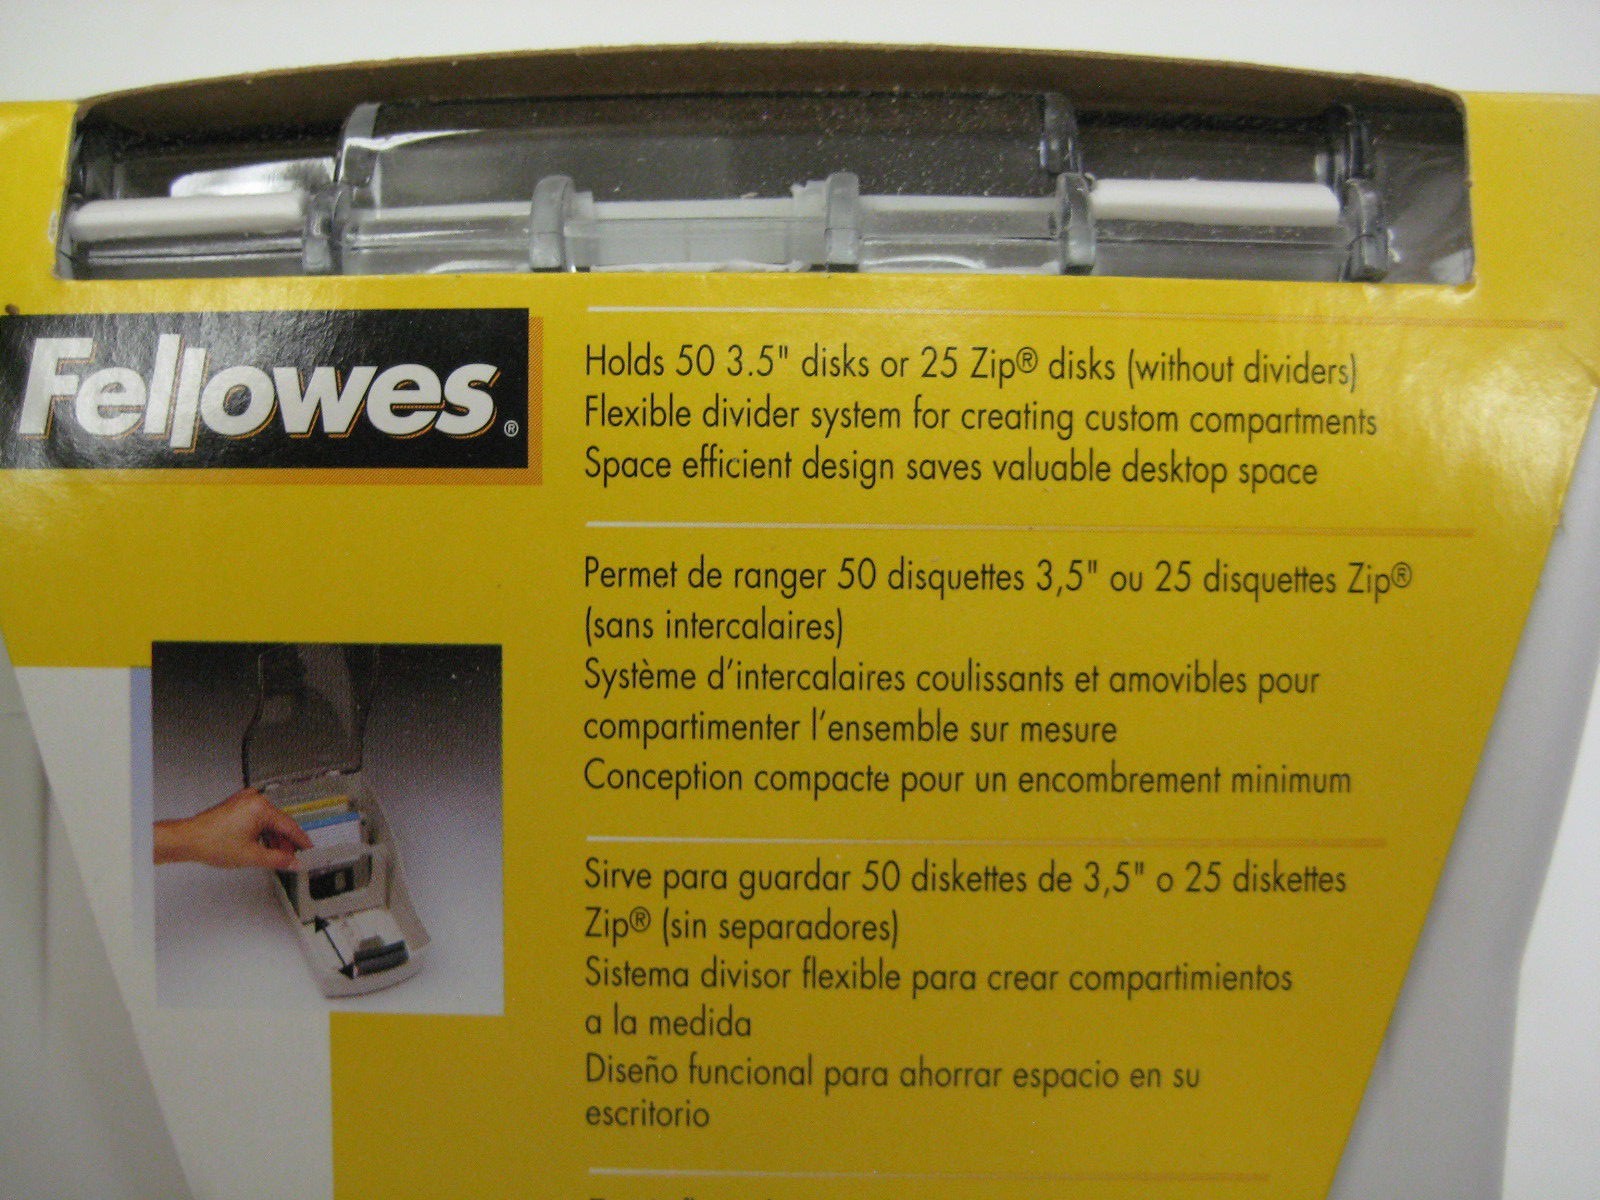 Fellowes®
Holds 50 3.5" disks or 25 Zip® disks (without dividers)
Flexible divider system for creating custom compartments
Space efficient design saves valuable desktop space
Permet de ranger 50 disquettes 3,5" ou 25 disquettes Zip®
(sans intercalaires)
Système d'intercalaires coulissants et amovibles pour
compartimenter l'ensemble sur mesure
Conception compacte pour un encombrement minimum
Sirve para guardar 50 diskettes de 3,5" o 25 diskettes
Zip® (sin separadores)
Sistema divisor flexible para crear compartimientos
a la medida
Diseño funcional para ahorrar espacio en su
escritorio